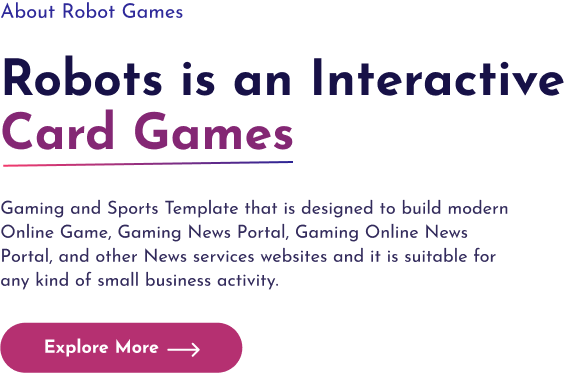 About Robot Games
Robots is an Interactive
Card Games
Gaming and Sports Template that is designed to build modern
Online Game, Gaming News Portal, Gaming Online News
Portal, and other News services websites and it is suitable for
any kind of small business activity.
Explore More